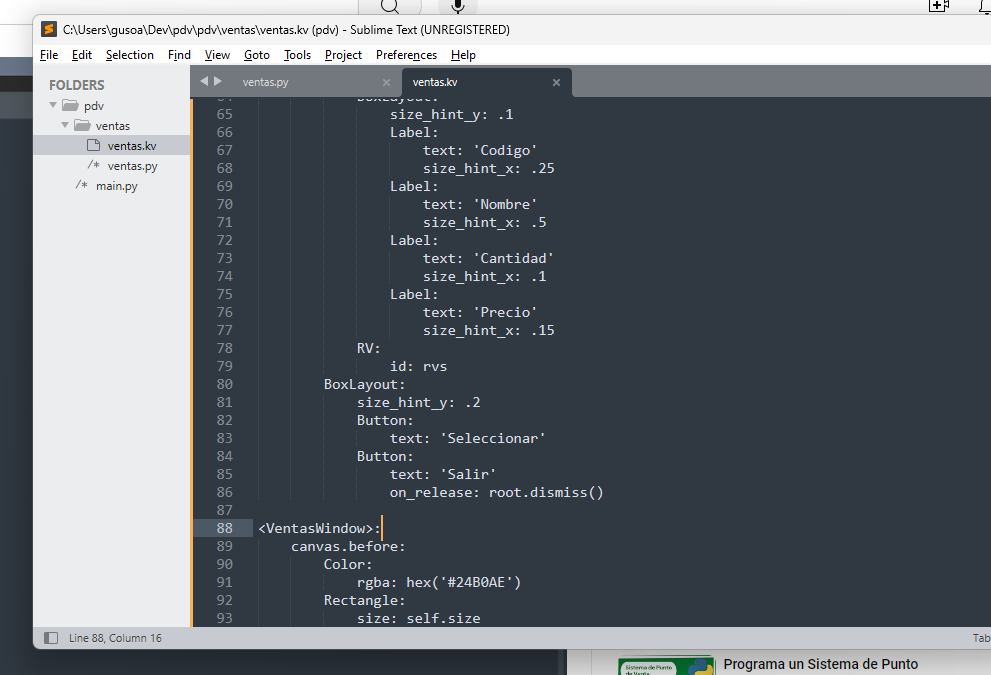 C:\Users\gusoa\Dev\pdv\pdv\ventas\ventas.kv (pdv) - Sublime Text (UNREGISTERED)
File Edit Selection Find View Goto Tools Project Preferences Help
FOLDERS
pdv
ventas
ventas.kv
/* ventas.py
/* main.py
ventas.py × ventas.kv ×
64 BoxLayout:
65 size_hint_y: .1
66 Label:
67 text: 'Codigo'
68 size_hint_x: .25
69 Label:
70 text: 'Nombre'
71 size_hint_x: .5
72 Label:
73 text: 'Cantidad'
74 size_hint_x: .1
75 Label:
76 text: 'Precio'
77 size_hint_x: .15
78 RV:
79 id: rvs
80 BoxLayout:
81 size_hint_y: .2
82 Button:
83 text: 'Seleccionar'
84 Button:
85 text: 'Salir'
86 on_release: root.dismiss()
87
88 <VentasWindow>:
89 canvas.before:
90 Color:
91 rgba: hex('#24B0AE')
92 Rectangle:
93 size: self.size
Line 88, Column 16
Tab
Sistema de Punto
de Venta
Programa un Sistema de Punto